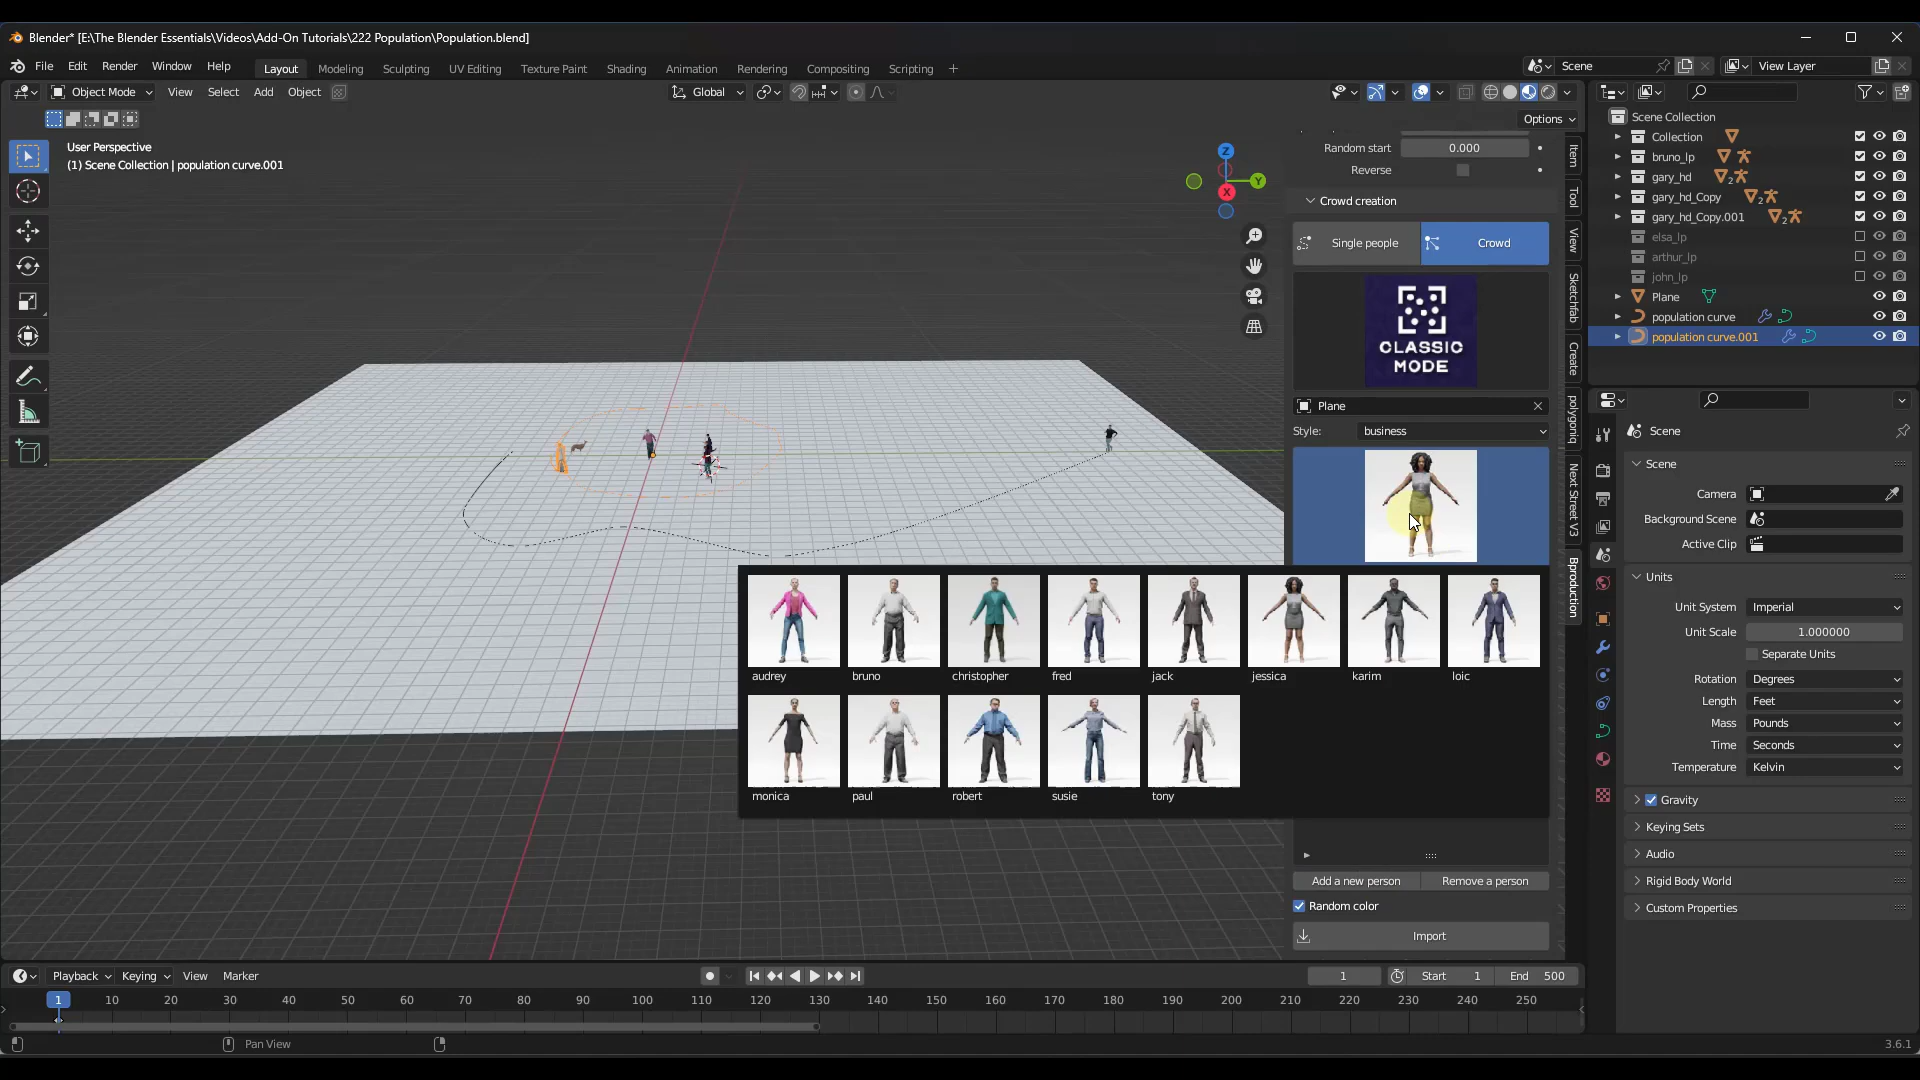 Blender* [E:\The Blender Essentials\Videos\Add-On Tutorials\222 Population\Population.blend]
File Edit Render Window Help Layout Modeling Sculpting UV Editing Texture Paint Shading Animation Rendering Compositing Scripting + Scene View Layer
Object Mode View Select Add Object Global
Options
User Perspective
(1) Scene Collection | population curve.001
Z
Y
X
Random start 0.000
Reverse
Crowd creation
Single people Crowd
CLASSIC
MODE
Plane
Style: business
audrey bruno christopher fred jack jessica karim loic
monica paul robert susie tony
Add a new person Remove a person
Random color
Import
Item
Tool
View
Sketchfab
Create
polygoniq
Next Street V3
Bproduction
Scene Collection
Collection
bruno_lp
gary_hd 2
gary_hd_Copy 2
gary_hd_Copy.001 2
elsa_lp
arthur_lp
john_lp
Plane
population curve
population curve.001
Scene
Scene
Camera
Background Scene
Active Clip
Units
Unit System Imperial
Unit Scale 1.000000
Separate Units
Rotation Degrees
Length Feet
Mass Pounds
Time Seconds
Temperature Kelvin
Gravity
Keying Sets
Audio
Rigid Body World
Custom Properties
Playback Keying View Marker 1 Start 1 End 500
1 10 20 30 40 50 60 70 80 90 100 110 120 130 140 150 160 170 180 190 200 210 220 230 240 250
Pan View 3.6.1